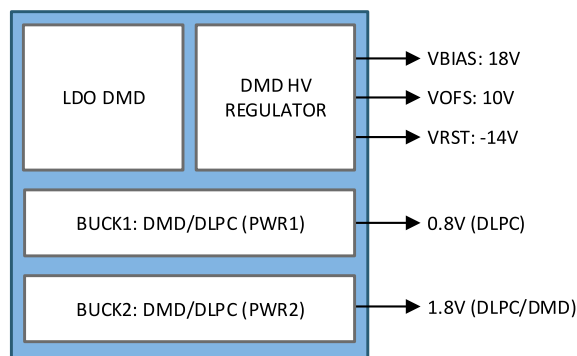 LDO DMD
DMD HV
REGULATOR
VBIAS: 18V
VOFS: 10V
VRST: -14V
BUCK1: DMD/DLPC (PWR1)
0.8V (DLPC)
BUCK2: DMD/DLPC (PWR2)
1.8V (DLPC/DMD)